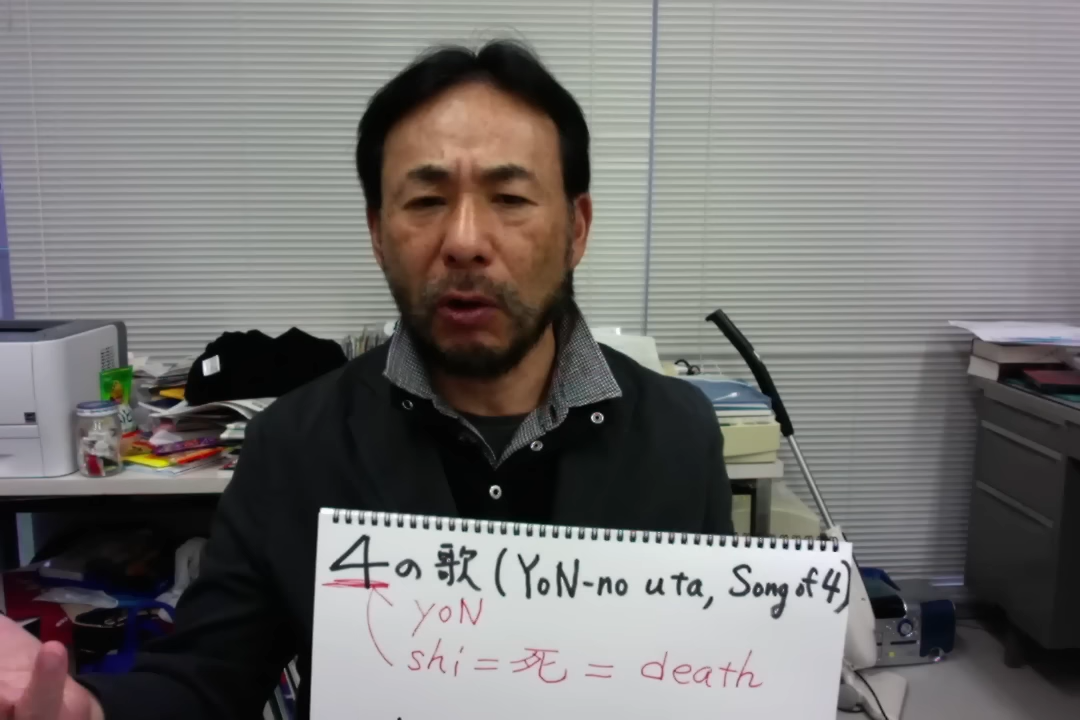 4の歌(YoN-no uta, Song of 4)
yoN
shi = 死 = death